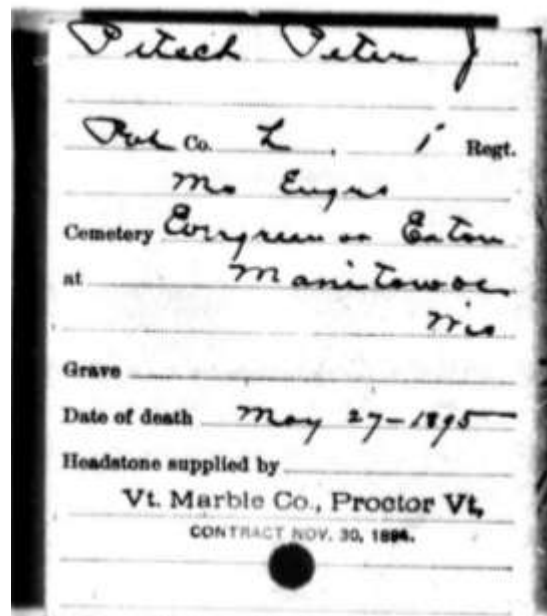 Pitsch Peter J
Pvt Co. L, 1 Regt.
Mo Engrs
Cemetery Evergreen on Eaton
at Manitowoc
Wis
Grave
Date of death May 27-1895
Headstone supplied by
Vt. Marble Co., Proctor Vt,
CONTRACT NOV. 30, 1894.